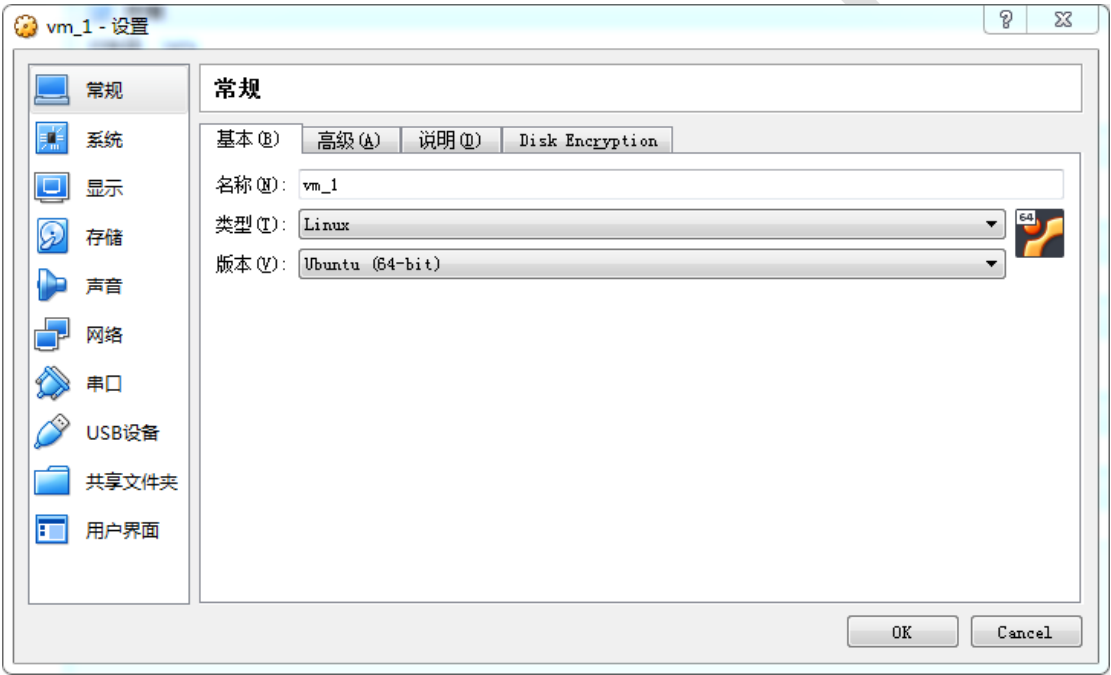 vm_1 - 设置
常规
系统
显示
存储
声音
网络
串口
USB设备
共享文件夹
用户界面
常规
基本(B) 高级(A) 说明(D) Disk Encryption
名称(N): vm_1
类型(T): Linux
64
版本(V): Ubuntu (64-bit)
OK Cancel